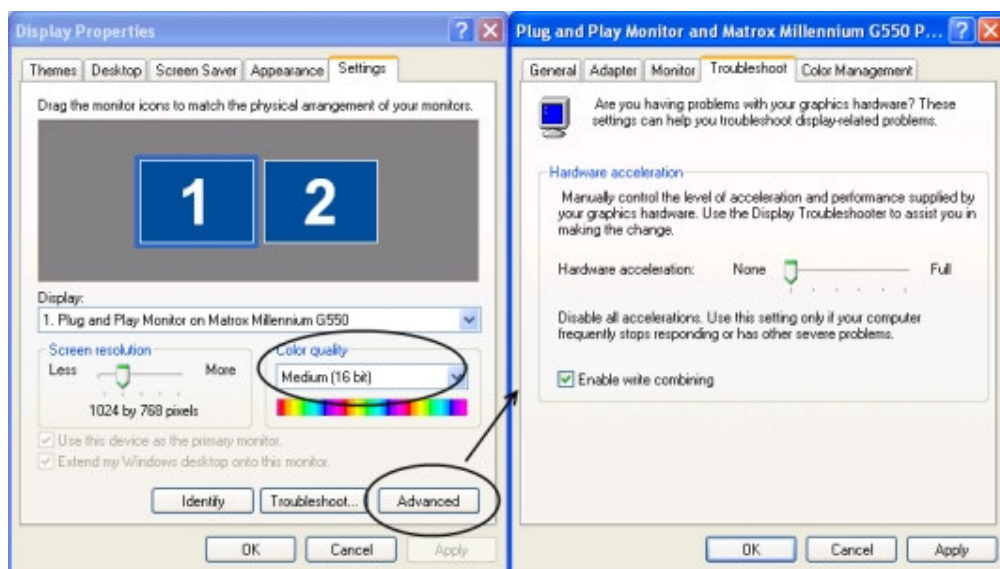 Display Properties
Themes Desktop Screen Saver Appearance Settings
Drag the monitor icons to match the physical arrangement of your monitors.
1 2
Display:
1. Plug and Play Monitor on Matrox Millennium G550
Screen resolution
Less More
1024 by 768 pixels
Color quality
Medium (16 bit)
Use this device as the primary monitor.
Extend my Windows desktop onto this monitor.
Identify Troubleshoot... Advanced
OK Cancel Apply
Plug and Play Monitor and Matrox Millennium G550 P...
General Adapter Monitor Troubleshoot Color Management
Are you having problems with your graphics hardware? These
settings can help you troubleshoot display-related problems.
Hardware acceleration
Manually control the level of acceleration and performance supplied by
your graphics hardware. Use the Display Troubleshooter to assist you in
making the change.
Hardware acceleration: None Full
Disable all accelerations. Use this setting only if your computer
frequently stops responding or has other severe problems.
Enable write combining
OK Cancel Apply